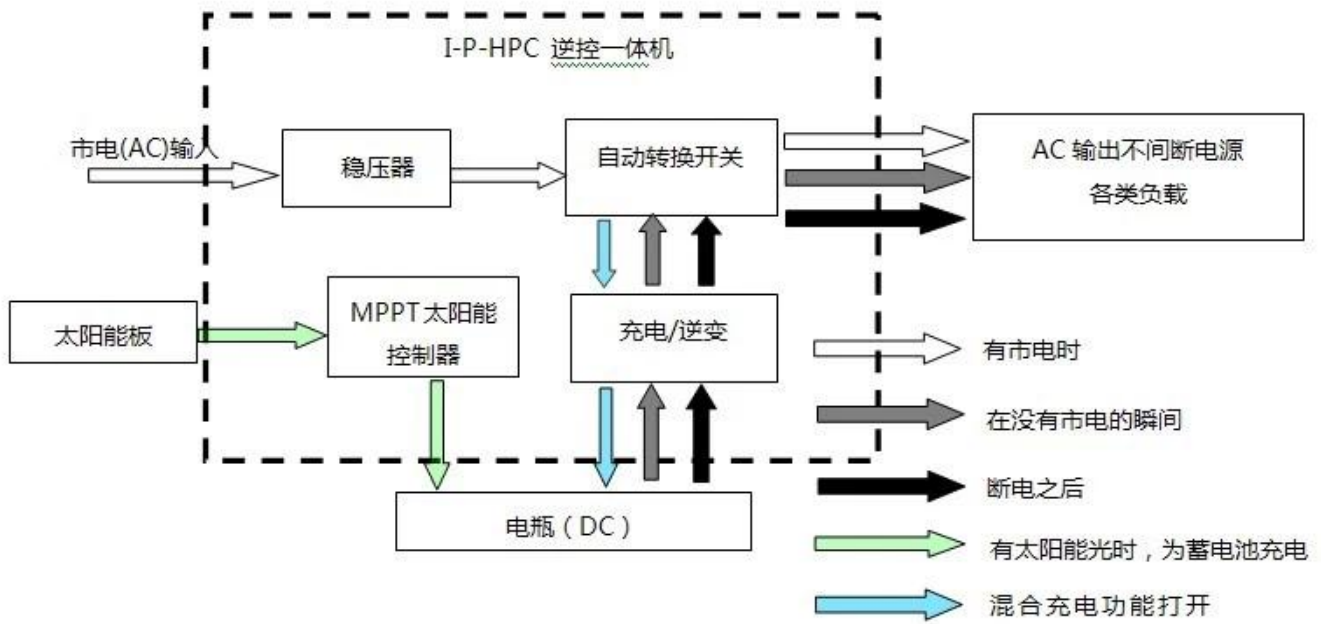 I-P-HPC 逆控一体机
市电(AC)输入
稳压器
自动转换开关
AC 输出不间断电源
各类负载
太阳能板
MPPT 太阳能
控制器
充电/逆变
有市电时
在没有市电的瞬间
断电之后
电瓶（DC）
有太阳能光时，为蓄电池充电
混合充电功能打开